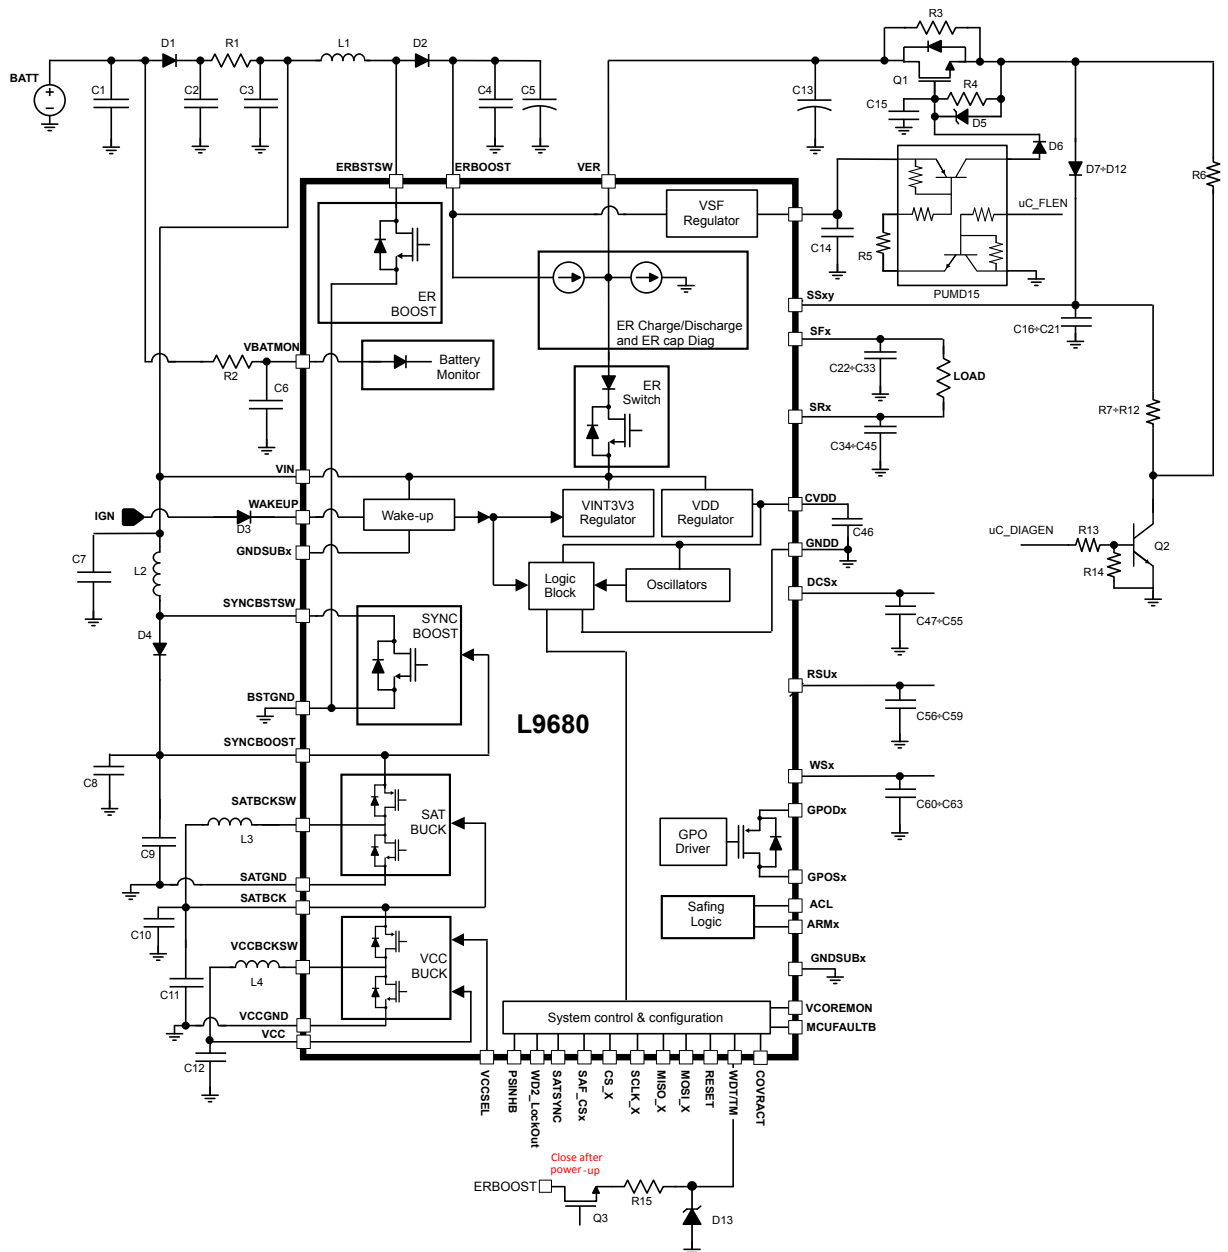 R3
D1
R1
L1
D2
BATT
C1
C2
C3
C4
C5
C13
Q1
R4
C15
D5
D6
D7÷D12
R6
ERBSTSW
ERBOOST
VER
VSF
Regulator
C14
R5
uC_FLEN
PUMD15
ER
BOOST
ER Charge/Discharge
and ER cap Diag
SSxy
C16÷C21
SFx
C22÷C33
LOAD
SRx
C34÷C45
R7÷R12
VBATMON
R2
C6
Battery
Monitor
ER
Switch
VIN
WAKEUP
IGN
D3
Wake-up
VINT3V3
Regulator
VDD
Regulator
CVDD
C46
GNDSUBx
GNDD
uC_DIAGEN
R13
R14
Q2
C7
L2
Logic
Block
Oscillators
DCSx
C47÷C55
SYNCBSTSW
SYNC
BOOST
D4
RSUx
C56÷C59
BSTGND
L9680
SYNCBOOST
C8
WSx
C60÷C63
SATBCKSW
L3
SAT
BUCK
GPODx
GPO
Driver
C9
SATGND
GPOSx
SATBCK
Safing
Logic
ACL
ARMx
C10
VCCBCKSW
L4
VCC
BUCK
GNDSUBx
C11
VCCGND
VCC
C12
System control & configuration
VCOREMON
MCUFAULTB
VCCSEL
PSINHB
WD2_LockOut
SATSYNC
SAF_CSx
CS_X
SCLK_X
MISO_X
MOSI_X
RESET
WDT/TM
COVRACT
Close after
power-up
ERBOOST
Q3
R15
D13